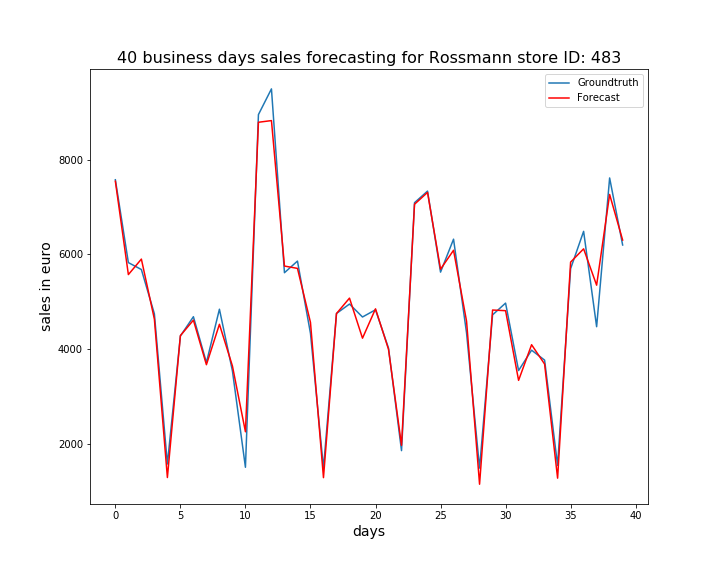 40 business days sales forecasting for Rossmann store ID: 483
Groundtruth
Forecast
sales in euro
8000
6000
4000
2000
0 5 10 15 20 25 30 35 40
days